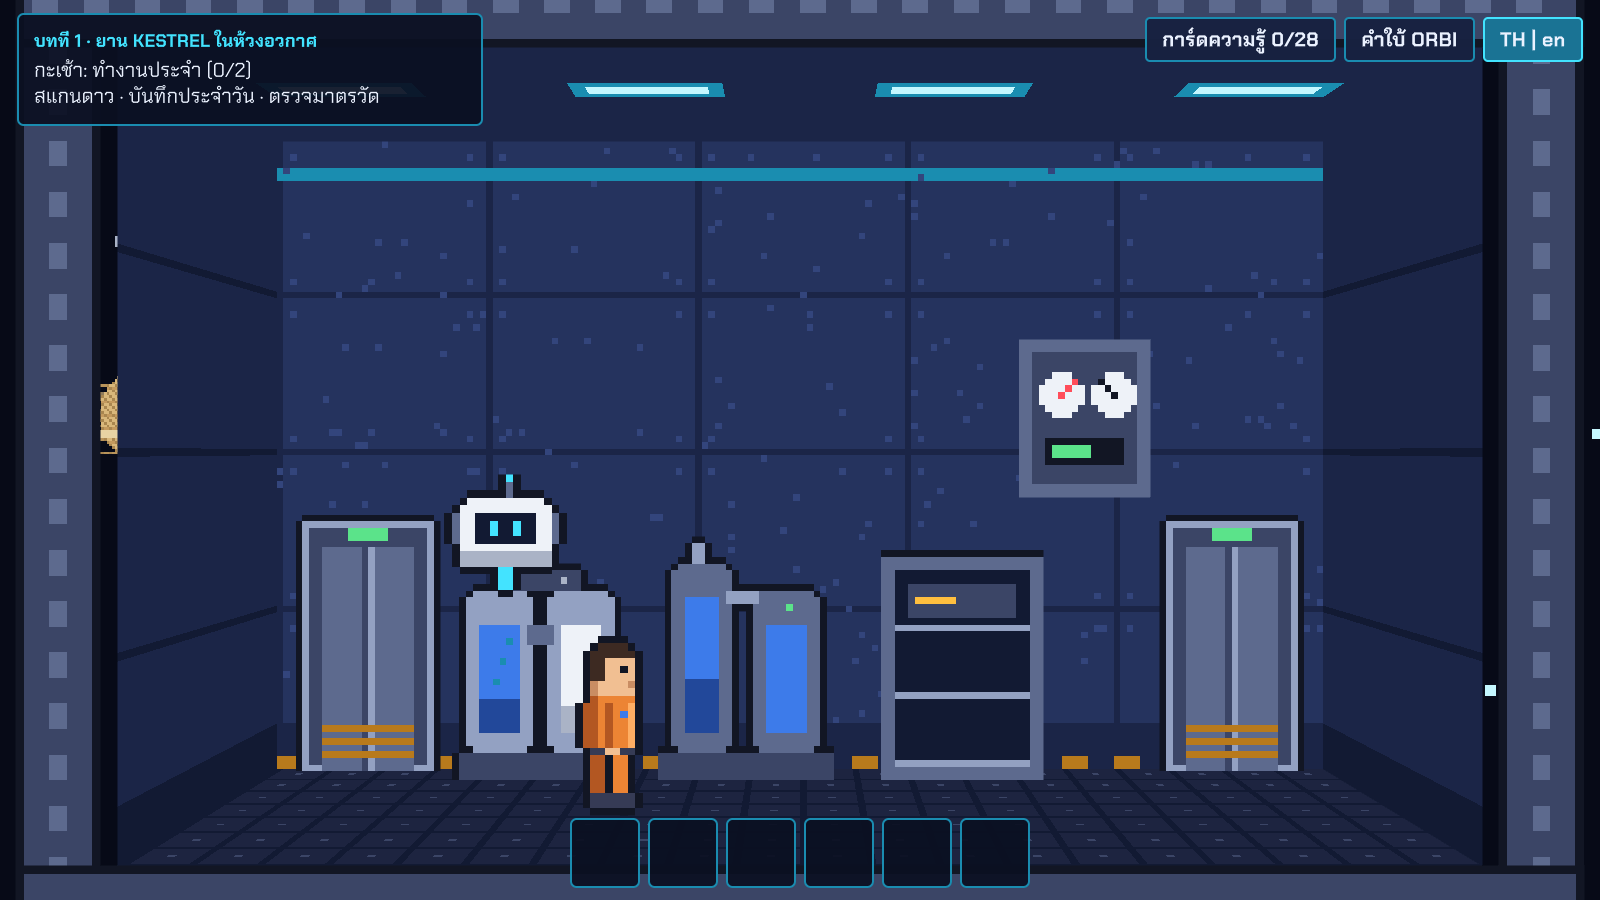 บทที่ 1 · ยาน KESTREL ในห้วงอวกาศ
กะเช้า: ทำงานประจำ (0/2)
สแกนดาว · บันทึกประจำวัน · ตรวจมาตรวัด
การ์ดความรู้ 0/28
คำใบ้ ORBI
TH | en